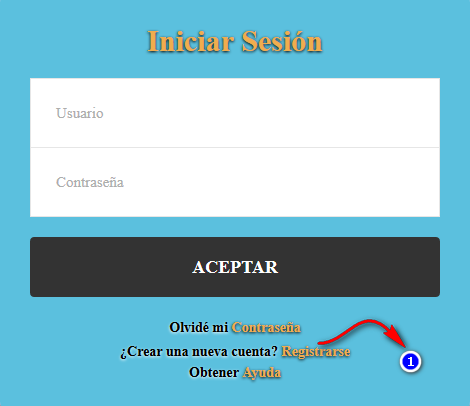 Iniciar Sesión
Usuario
Contraseña
ACEPTAR
Olvidé mi Contraseña
¿Crear una nueva cuenta? Registrarse
1
Obtener Ayuda